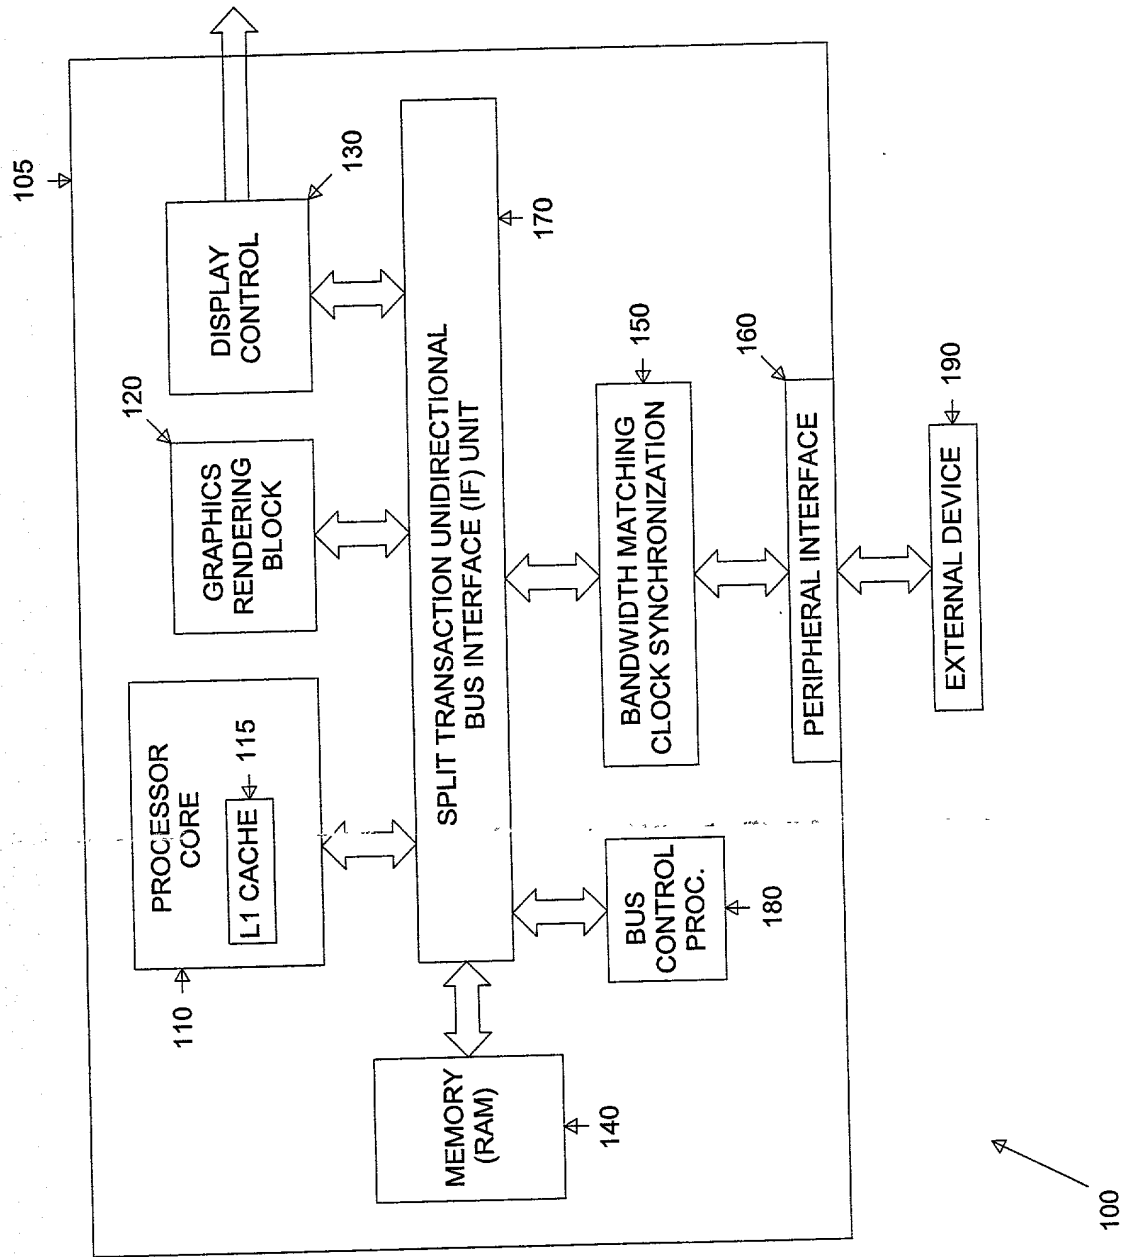 105
120
130
PROCESSOR
CORE
L1 CACHE
115
110
GRAPHICS
RENDERING
BLOCK
DISPLAY
CONTROL
SPLIT TRANSACTION UNIDIRECTIONAL
BUS INTERFACE (IF) UNIT
170
MEMORY
(RAM)
140
BUS
CONTROL
PROC.
180
BANDWIDTH MATCHING
CLOCK SYNCHRONIZATION
150
PERIPHERAL INTERFACE
160
EXTERNAL DEVICE
190
100